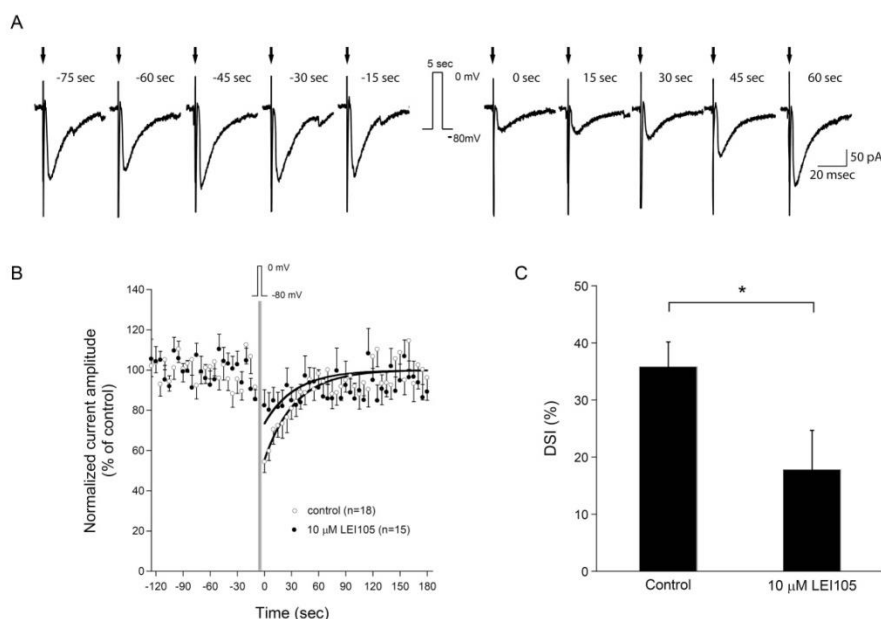 A
-75 sec -60 sec -45 sec -30 sec -15 sec 5 sec 0 mV -80mV 0 sec 15 sec 30 sec 45 sec 60 sec
50 pA
20 msec
B
0 mV
-80 mV
Normalized current amplitude
(% of control)
140
120
100
80
60
40
20
0
control (n=18)
10 µM LEI105 (n=15)
-120 -90 -60 -30 0 30 60 90 120 150 180
Time (sec)
C
DSI (%)
50
40
30
20
10
0
*
Control 10 µM LEI105